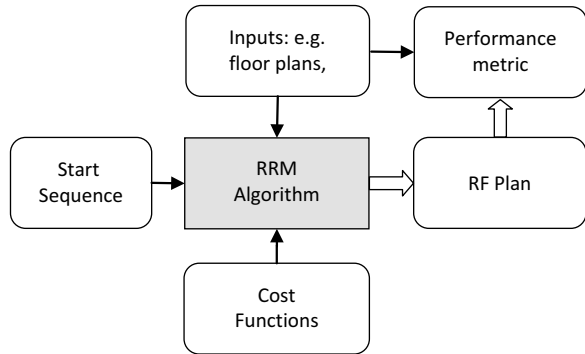 Inputs: e.g.
floor plans,
Performance
metric
Start
Sequence
RRM
Algorithm
RF Plan
Cost
Functions